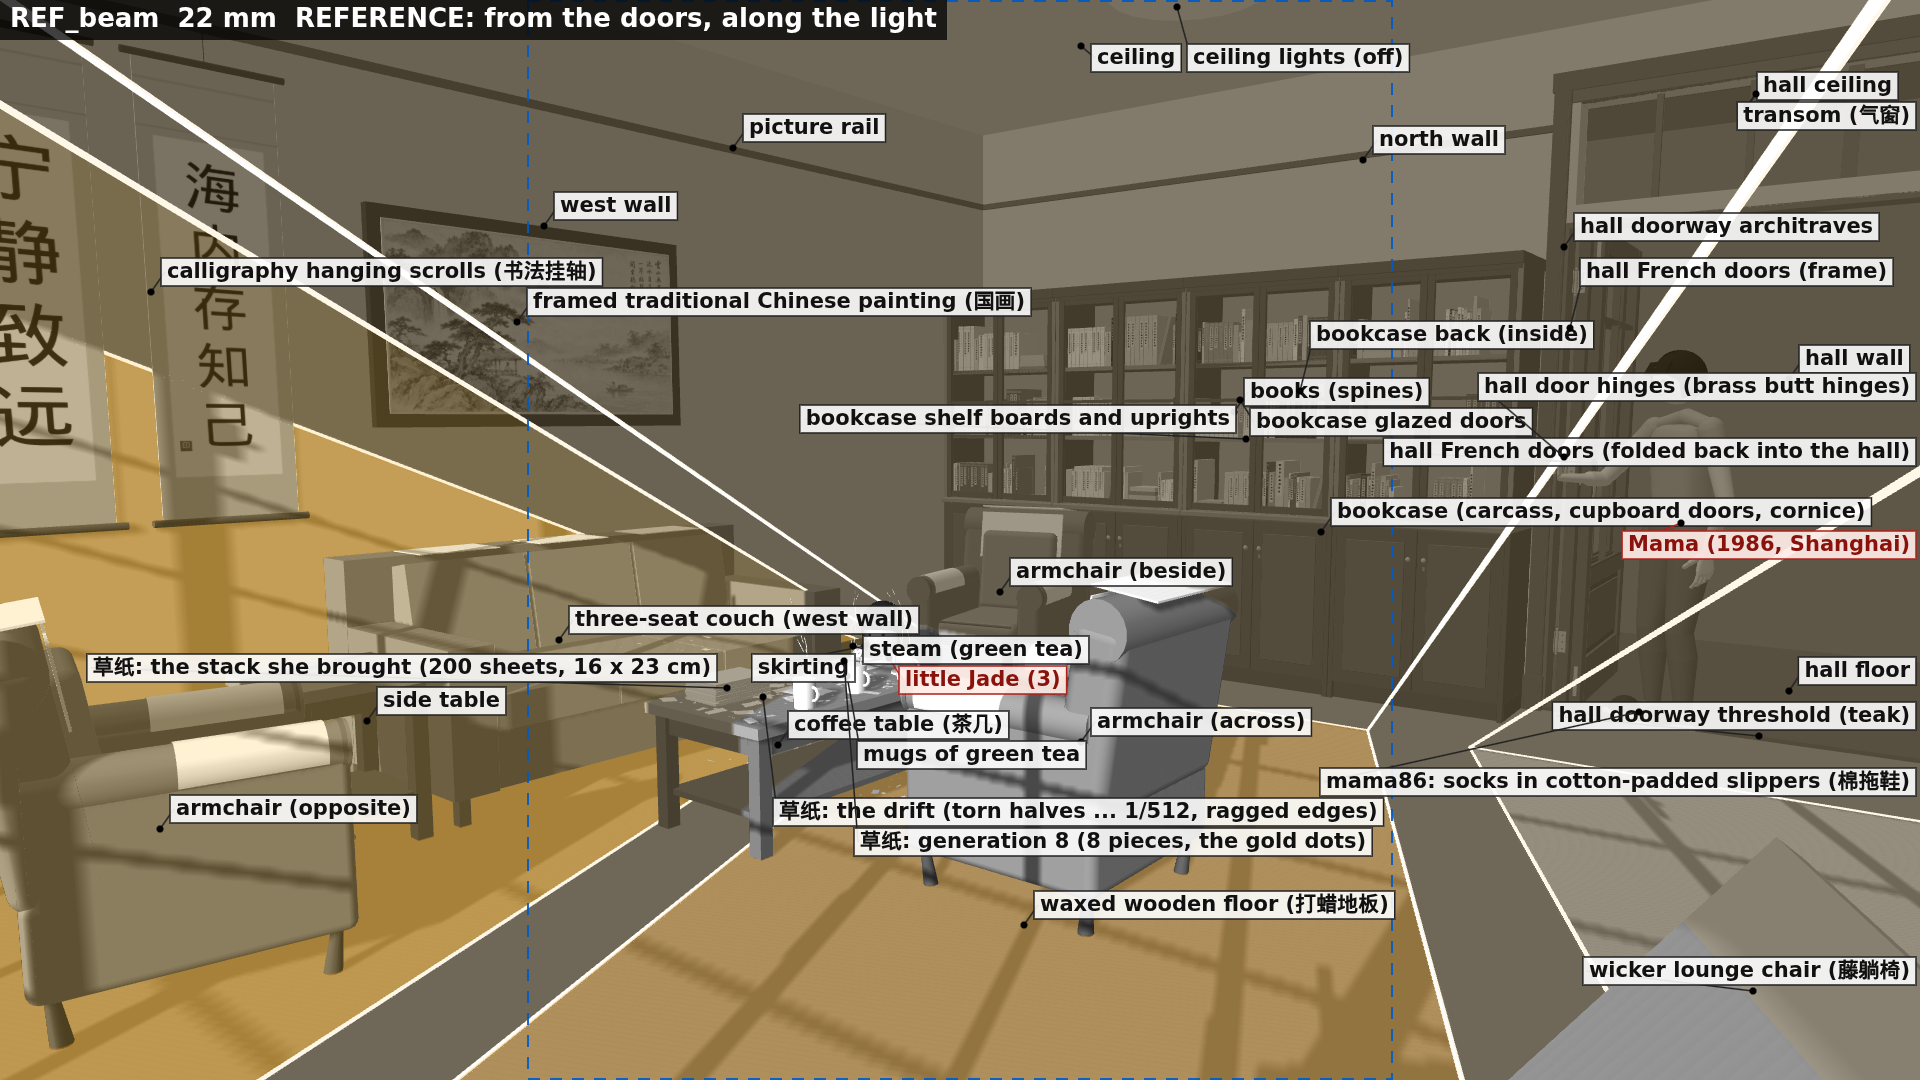 REF_beam 22 mm REFERENCE: from the doors, along the light
ceiling
ceiling lights (off)
hall ceiling
transom (气窗)
picture rail
north wall
west wall
hall doorway architraves
calligraphy hanging scrolls (书法挂轴)
hall French doors (frame)
framed traditional Chinese painting (国画)
bookcase back (inside)
hall wall
books (spines)
hall door hinges (brass butt hinges)
bookcase shelf boards and uprights
bookcase glazed doors
hall French doors (folded back into the hall)
bookcase (carcass, cupboard doors, cornice)
Mama (1986, Shanghai)
armchair (beside)
three-seat couch (west wall)
steam (green tea)
草纸: the stack she brought (200 sheets, 16 x 23 cm)
skirting
little Jade (3)
hall floor
side table
coffee table (茶几)
armchair (across)
hall doorway threshold (teak)
mugs of green tea
mama86: socks in cotton-padded slippers (棉拖鞋)
armchair (opposite)
草纸: the drift (torn halves ... 1/512, ragged edges)
草纸: generation 8 (8 pieces, the gold dots)
waxed wooden floor (打蜡地板)
wicker lounge chair (藤躺椅)
宁静致远
海内存知己